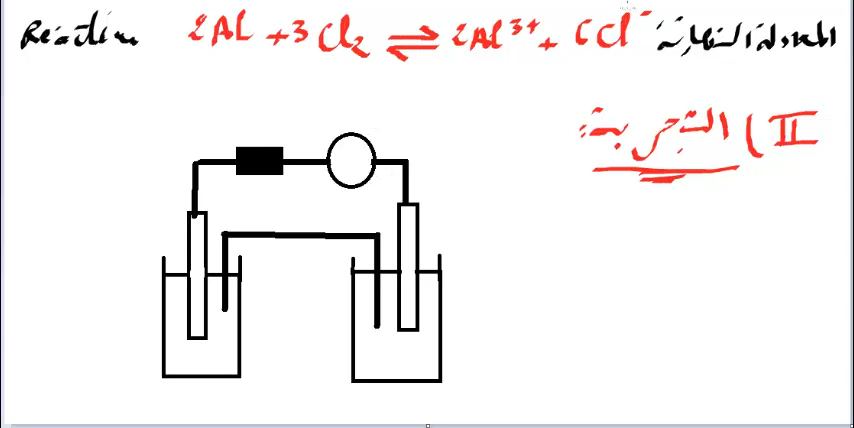 Reaction 2Al + 3Cl₂ ⇌ 2Al³⁺ + 6Cl⁻ المعادلة النهائية
II) التجربة: